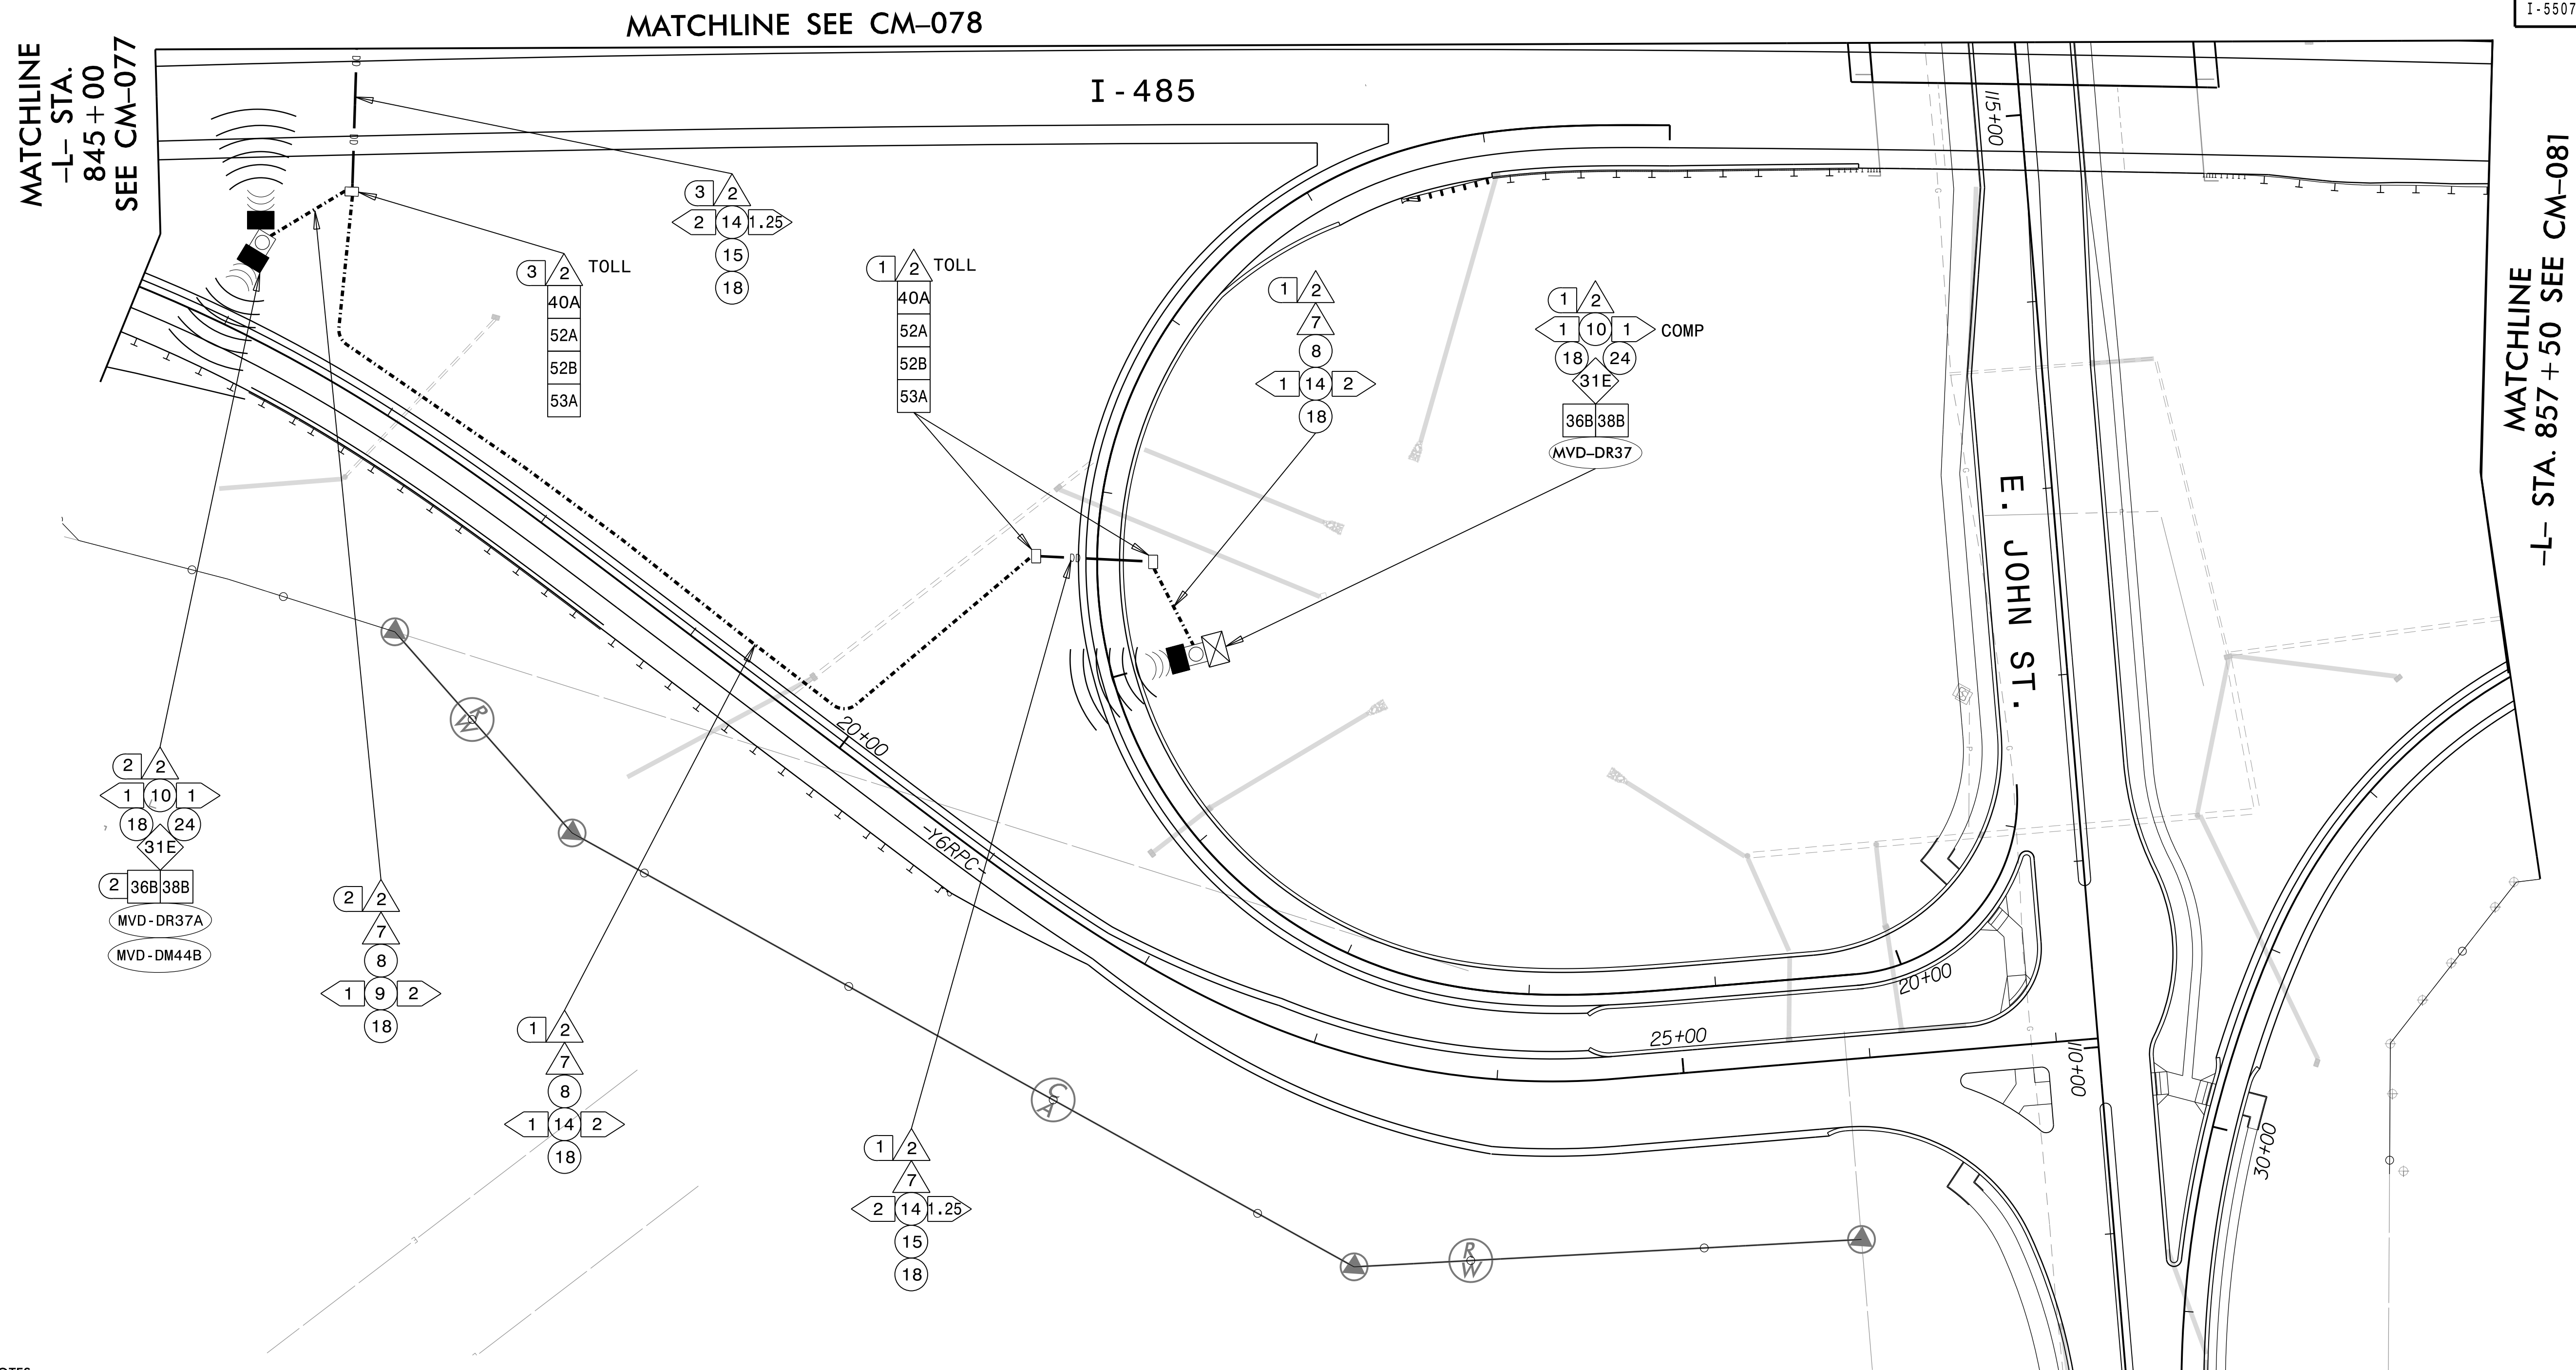 I-5507
MATCHLINE SEE CM–078
MATCHLINE
–L– STA.
845+00
SEE CM–077
I-485
115+00
MATCHLINE
–L– STA. 857+50 SEE CM–081
3 2
2 14 1.25
15
18
3 2 TOLL
40A
52A
52B
53A
1 2 TOLL
40A
52A
52B
53A
1 2
7
8
1 14 2
18
1 2
1 10 1 COMP
18 24
31E
36B 38B
MVD–DR37
E. JOHN ST.
R
W
20+00
-Y6RPC-
2 2
1 10 1
18 24
31E
2 36B 38B
MVD-DR37A
MVD-DM44B
2 2
7
8
1 9 2
18
1 2
7
8
1 14 2
18
1 2
7
2 14 1.25
15
18
C
A
20+00
25+00
110+00
30+00
R
W